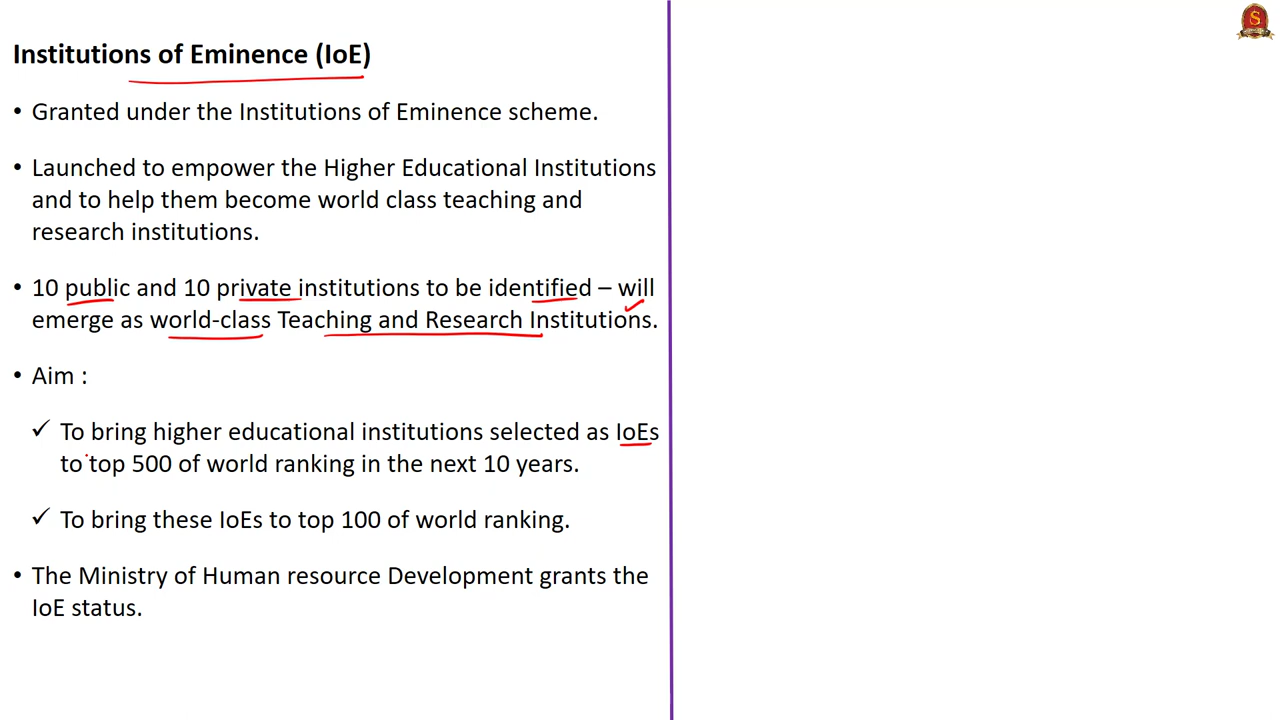 Institutions of Eminence (IoE)
• Granted under the Institutions of Eminence scheme.
• Launched to empower the Higher Educational Institutions
and to help them become world class teaching and
research institutions.
• 10 public and 10 private institutions to be identified – will
emerge as world-class Teaching and Research Institutions.
• Aim :
✓ To bring higher educational institutions selected as IoEs
to top 500 of world ranking in the next 10 years.
✓ To bring these IoEs to top 100 of world ranking.
• The Ministry of Human resource Development grants the
IoE status.
S